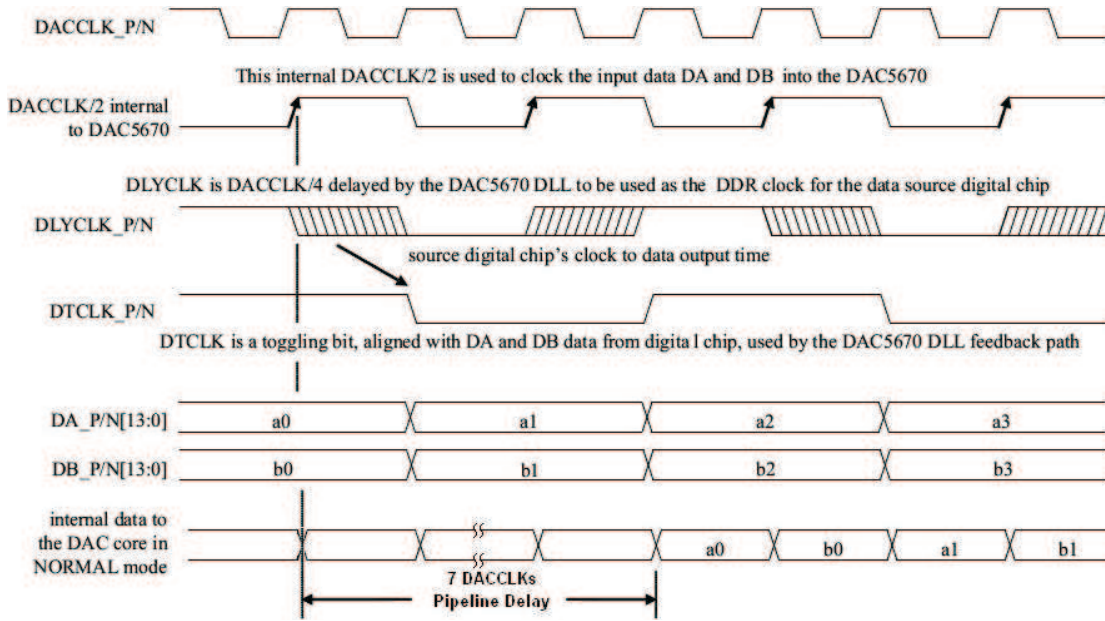 DACCLK_P/N
This internal DACCLK/2 is used to clock the input data DA and DB into the DAC5670
DACCLK/2 internal
to DAC5670
DLYCLK is DACCLK/4 delayed by the DAC5670 DLL to be used as the DDR clock for the data source digital chip
DLYCLK_P/N
source digital chip's clock to data output time
DTCLK_P/N
DTCLK is a toggling bit, aligned with DA and DB data from digital chip, used by the DAC5670 DLL feedback path
DA_P/N[13:0] a0 a1 a2 a3
DB_P/N[13:0] b0 b1 b2 b3
internal data to
the DAC core in
NORMAL mode
a0 b0 a1 b1
7 DACCLKs
Pipeline Delay